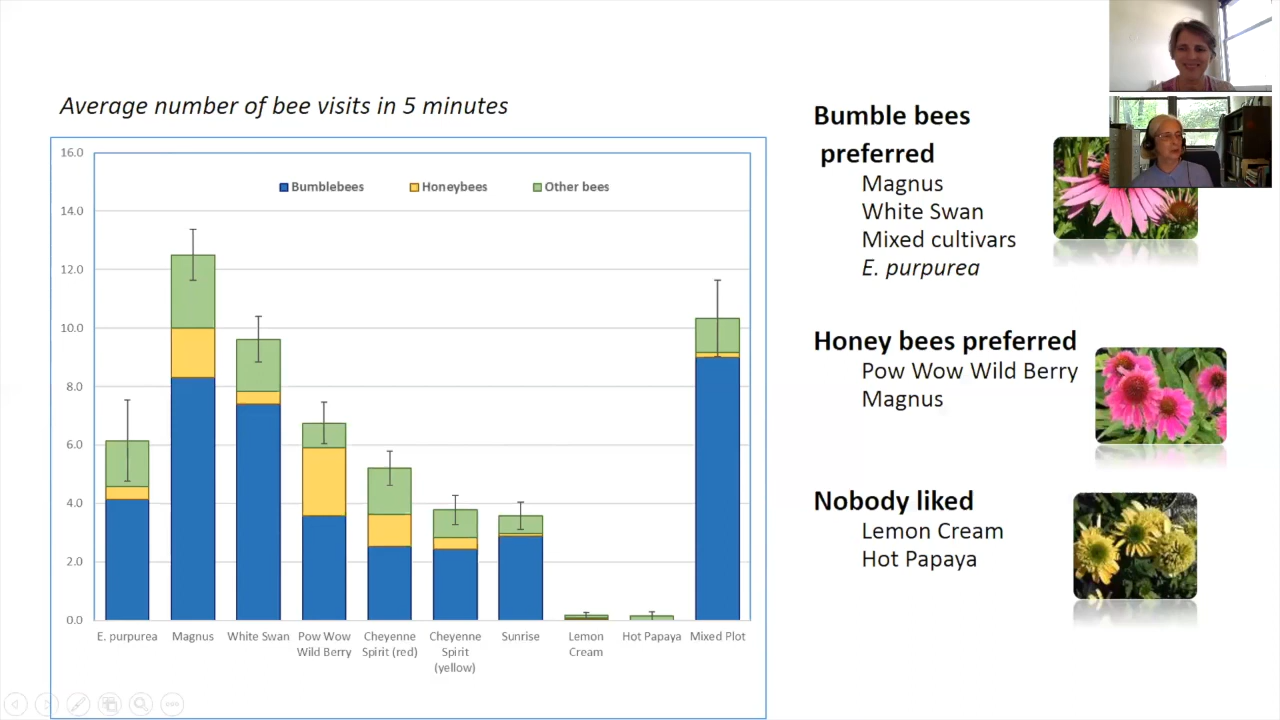 Average number of bee visits in 5 minutes
16.0
14.0
12.0
10.0
8.0
6.0
4.0
2.0
0.0
Bumblebees Honeybees Other bees
E. purpurea Magnus White Swan Pow Wow Cheyenne Cheyenne Sunrise Lemon Hot Papaya Mixed Plot
Wild Berry Spirit (red) Spirit Cream
(yellow)
Bumble bees
preferred
Magnus
White Swan
Mixed cultivars
E. purpurea
Honey bees preferred
Pow Wow Wild Berry
Magnus
Nobody liked
Lemon Cream
Hot Papaya